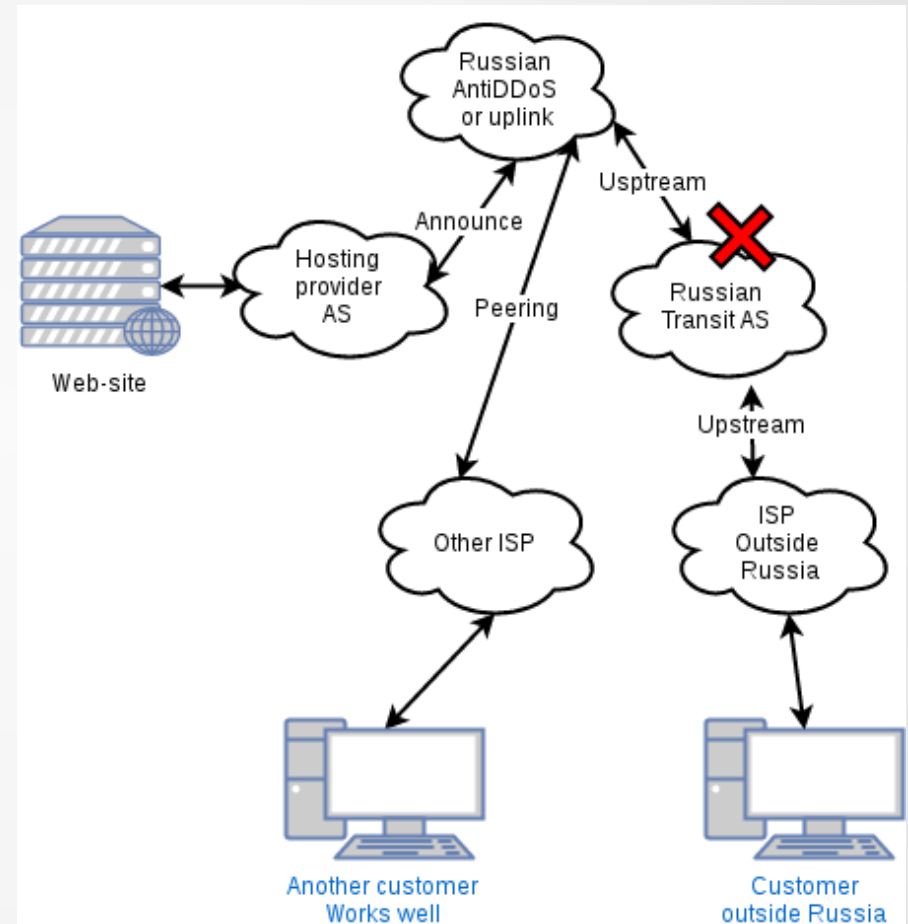 Russian
AntiDDoS
or uplink
Usptream
Announce
Hosting
provider
AS
Peering
Russian
Transit AS
Web-site
Upstream
Other ISP
ISP
Outside
Russia
Another customer
Works well
Customer
outside Russia